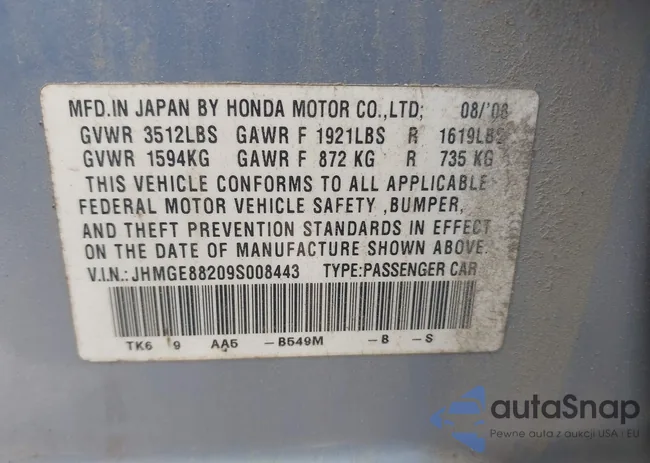 MFD.IN JAPAN BY HONDA MOTOR CO.,LTD; 08/'08
GVWR 3512LBS GAWR F 1921LBS R 1619LBS
GVWR 1594KG GAWR F 872 KG R 735 KG
THIS VEHICLE CONFORMS TO ALL APPLICABLE
FEDERAL MOTOR VEHICLE SAFETY ,BUMPER,
AND THEFT PREVENTION STANDARDS IN EFFECT
ON THE DATE OF MANUFACTURE SHOWN ABOVE.
V.I.N.: JHMGE88209S008443 TYPE:PASSENGER CAR
TK6 9 AA5 -B549M -B -S
autoSnap
Pewne auta z aukcji USA i EU